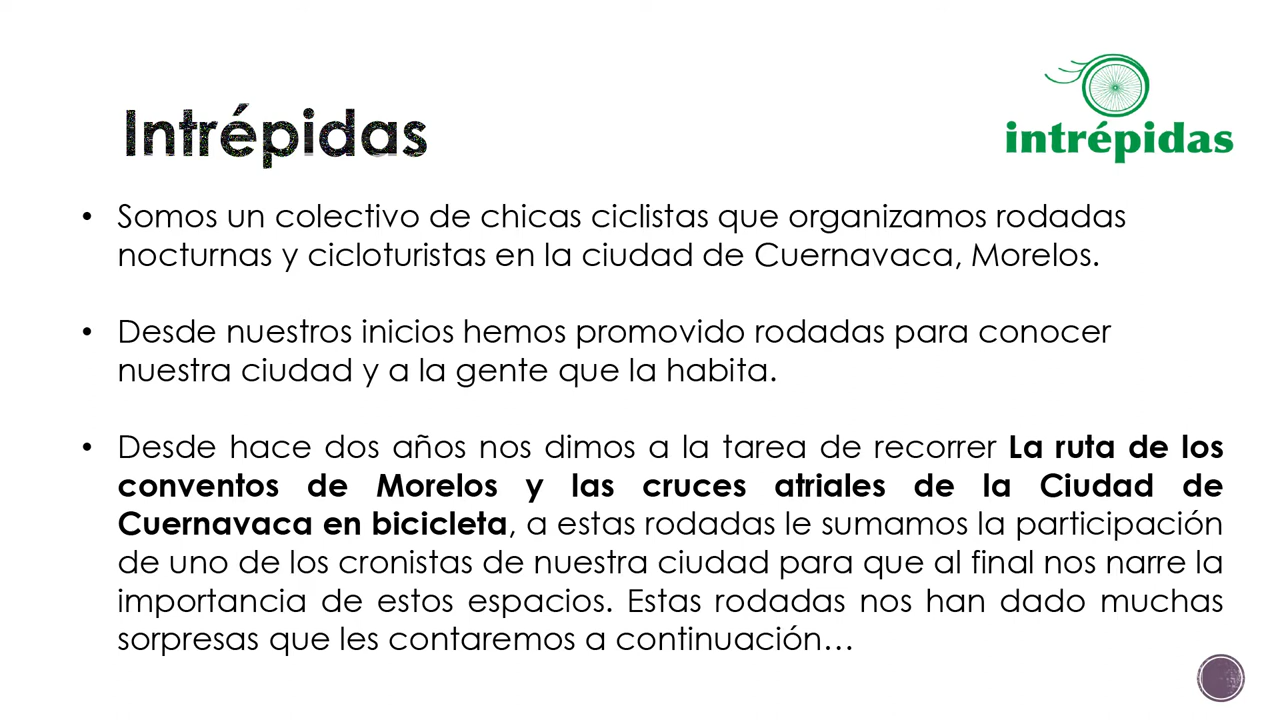 Intrépidas
intrépidas
• Somos un colectivo de chicas ciclistas que organizamos rodadas
nocturnas y cicloturistas en la ciudad de Cuernavaca, Morelos.
• Desde nuestros inicios hemos promovido rodadas para conocer
nuestra ciudad y a la gente que la habita.
• Desde hace dos años nos dimos a la tarea de recorrer La ruta de los
conventos de Morelos y las cruces atriales de la Ciudad de
Cuernavaca en bicicleta, a estas rodadas le sumamos la participación
de uno de los cronistas de nuestra ciudad para que al final nos narre la
importancia de estos espacios. Estas rodadas nos han dado muchas
sorpresas que les contaremos a continuación…